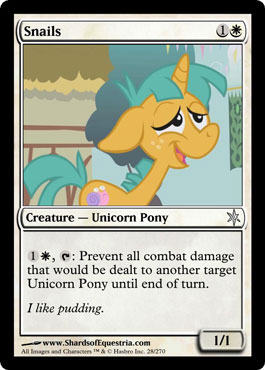 Snails 1
Creature — Unicorn Pony
1, : Prevent all combat damage
that would be dealt to another target
Unicorn Pony until end of turn.
I like pudding.
1/1
www.ShardsofEquestria.com
All Images and Characters ™ & © Hasbro Inc. 28/270